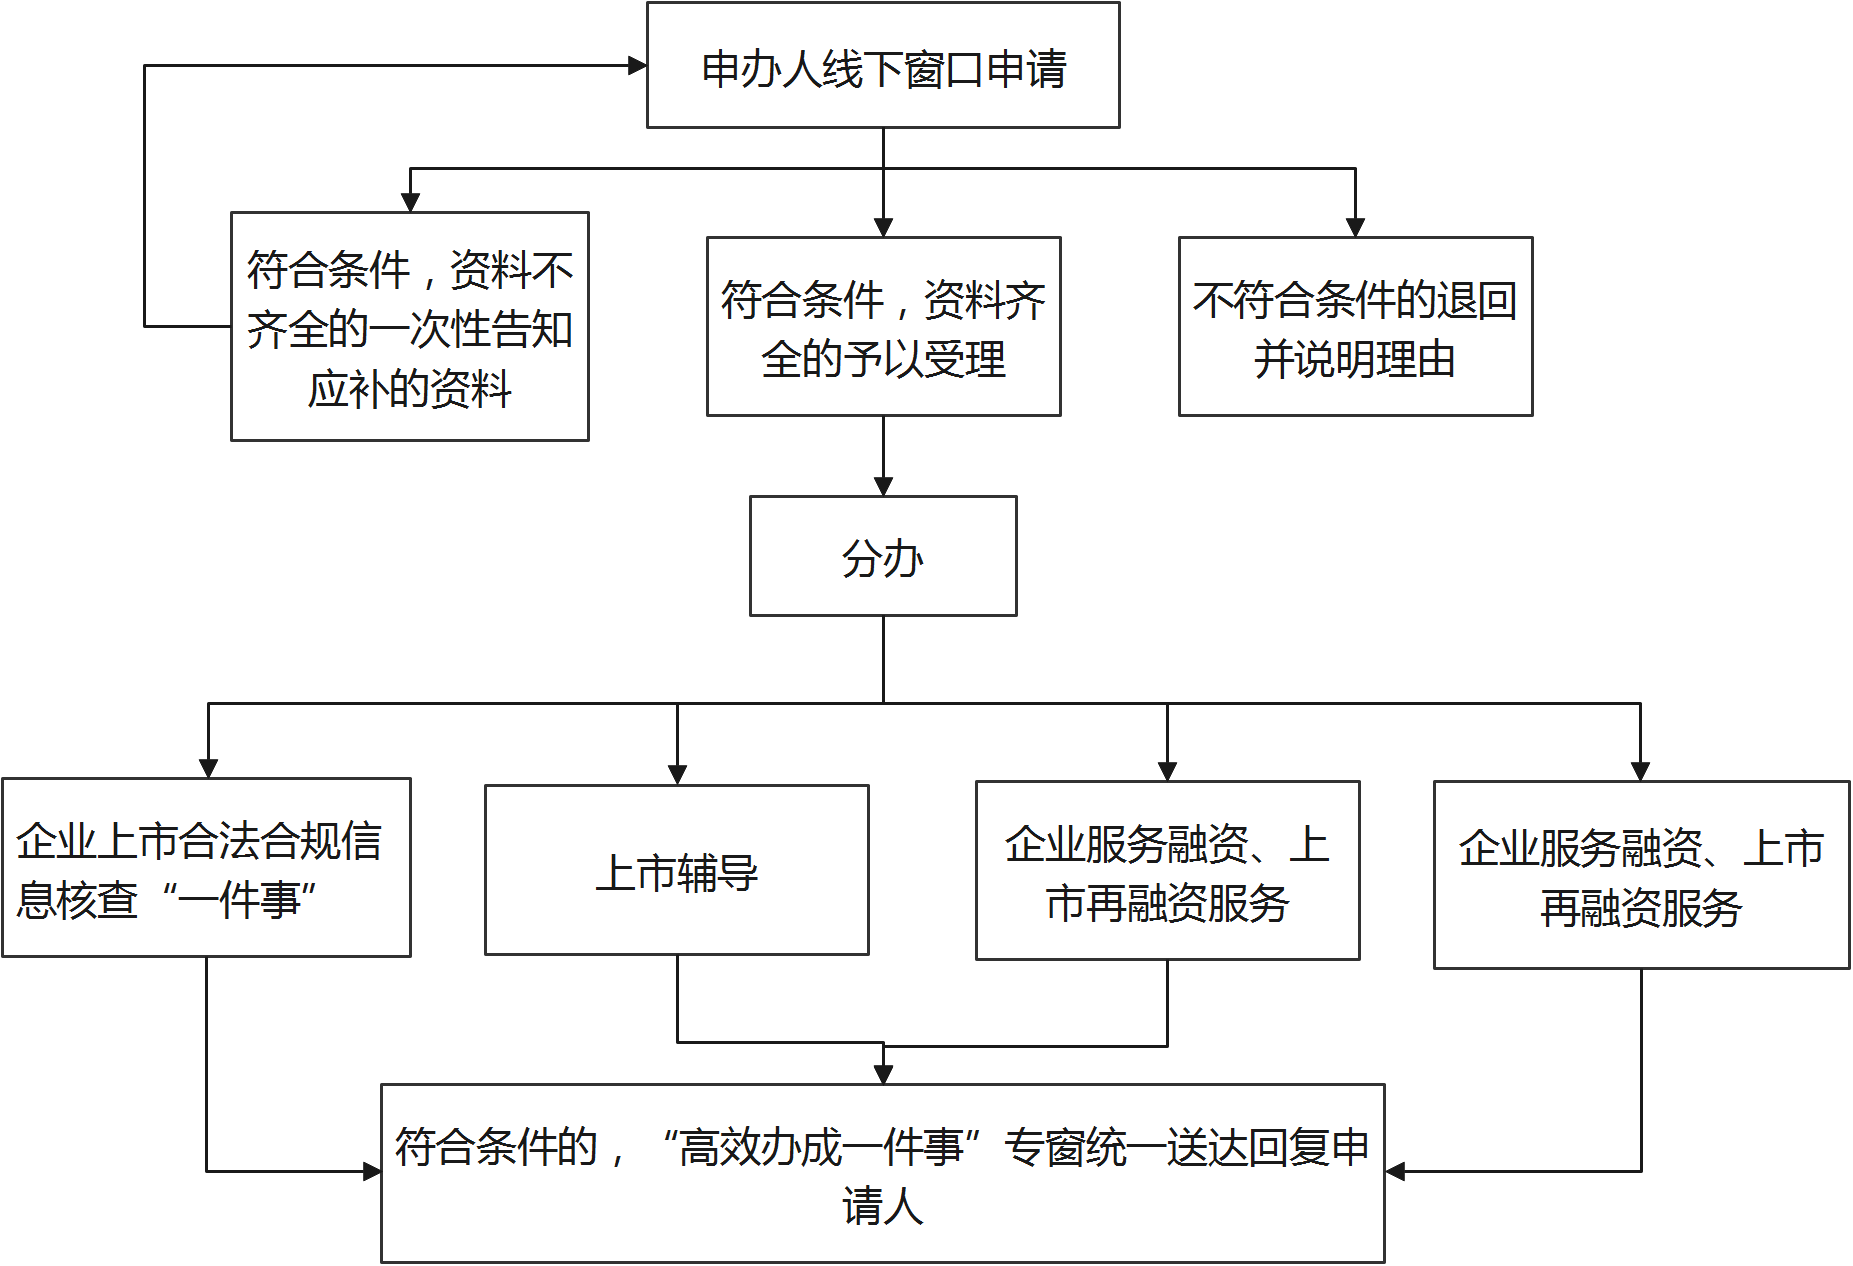 申办人线下窗口申请
符合条件，资料不
齐全的一次性告知
应补的资料
符合条件，资料齐
全的予以受理
不符合条件的退回
并说明理由
分办
企业上市合法合规信
息核查“一件事”
上市辅导
企业服务融资、上
市再融资服务
企业服务融资、上市
再融资服务
符合条件的，“高效办成一件事”专窗统一送达回复申
请人